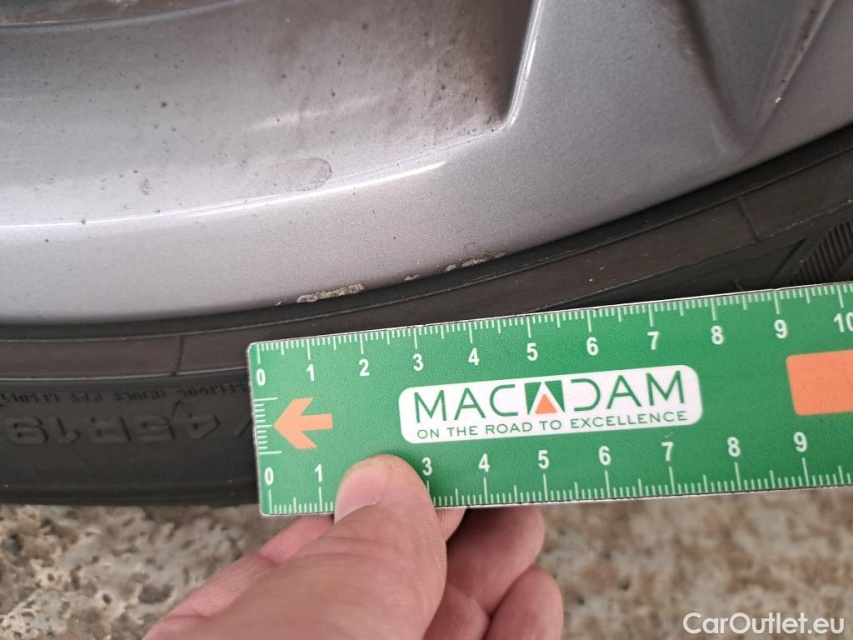 0 1 2 3 4 5 6 7 8 9 10
MACADAM
ON THE ROAD TO EXCELLENCE
0 1 3 4 5 6 7 8 9
45R19
CarOutlet.eu